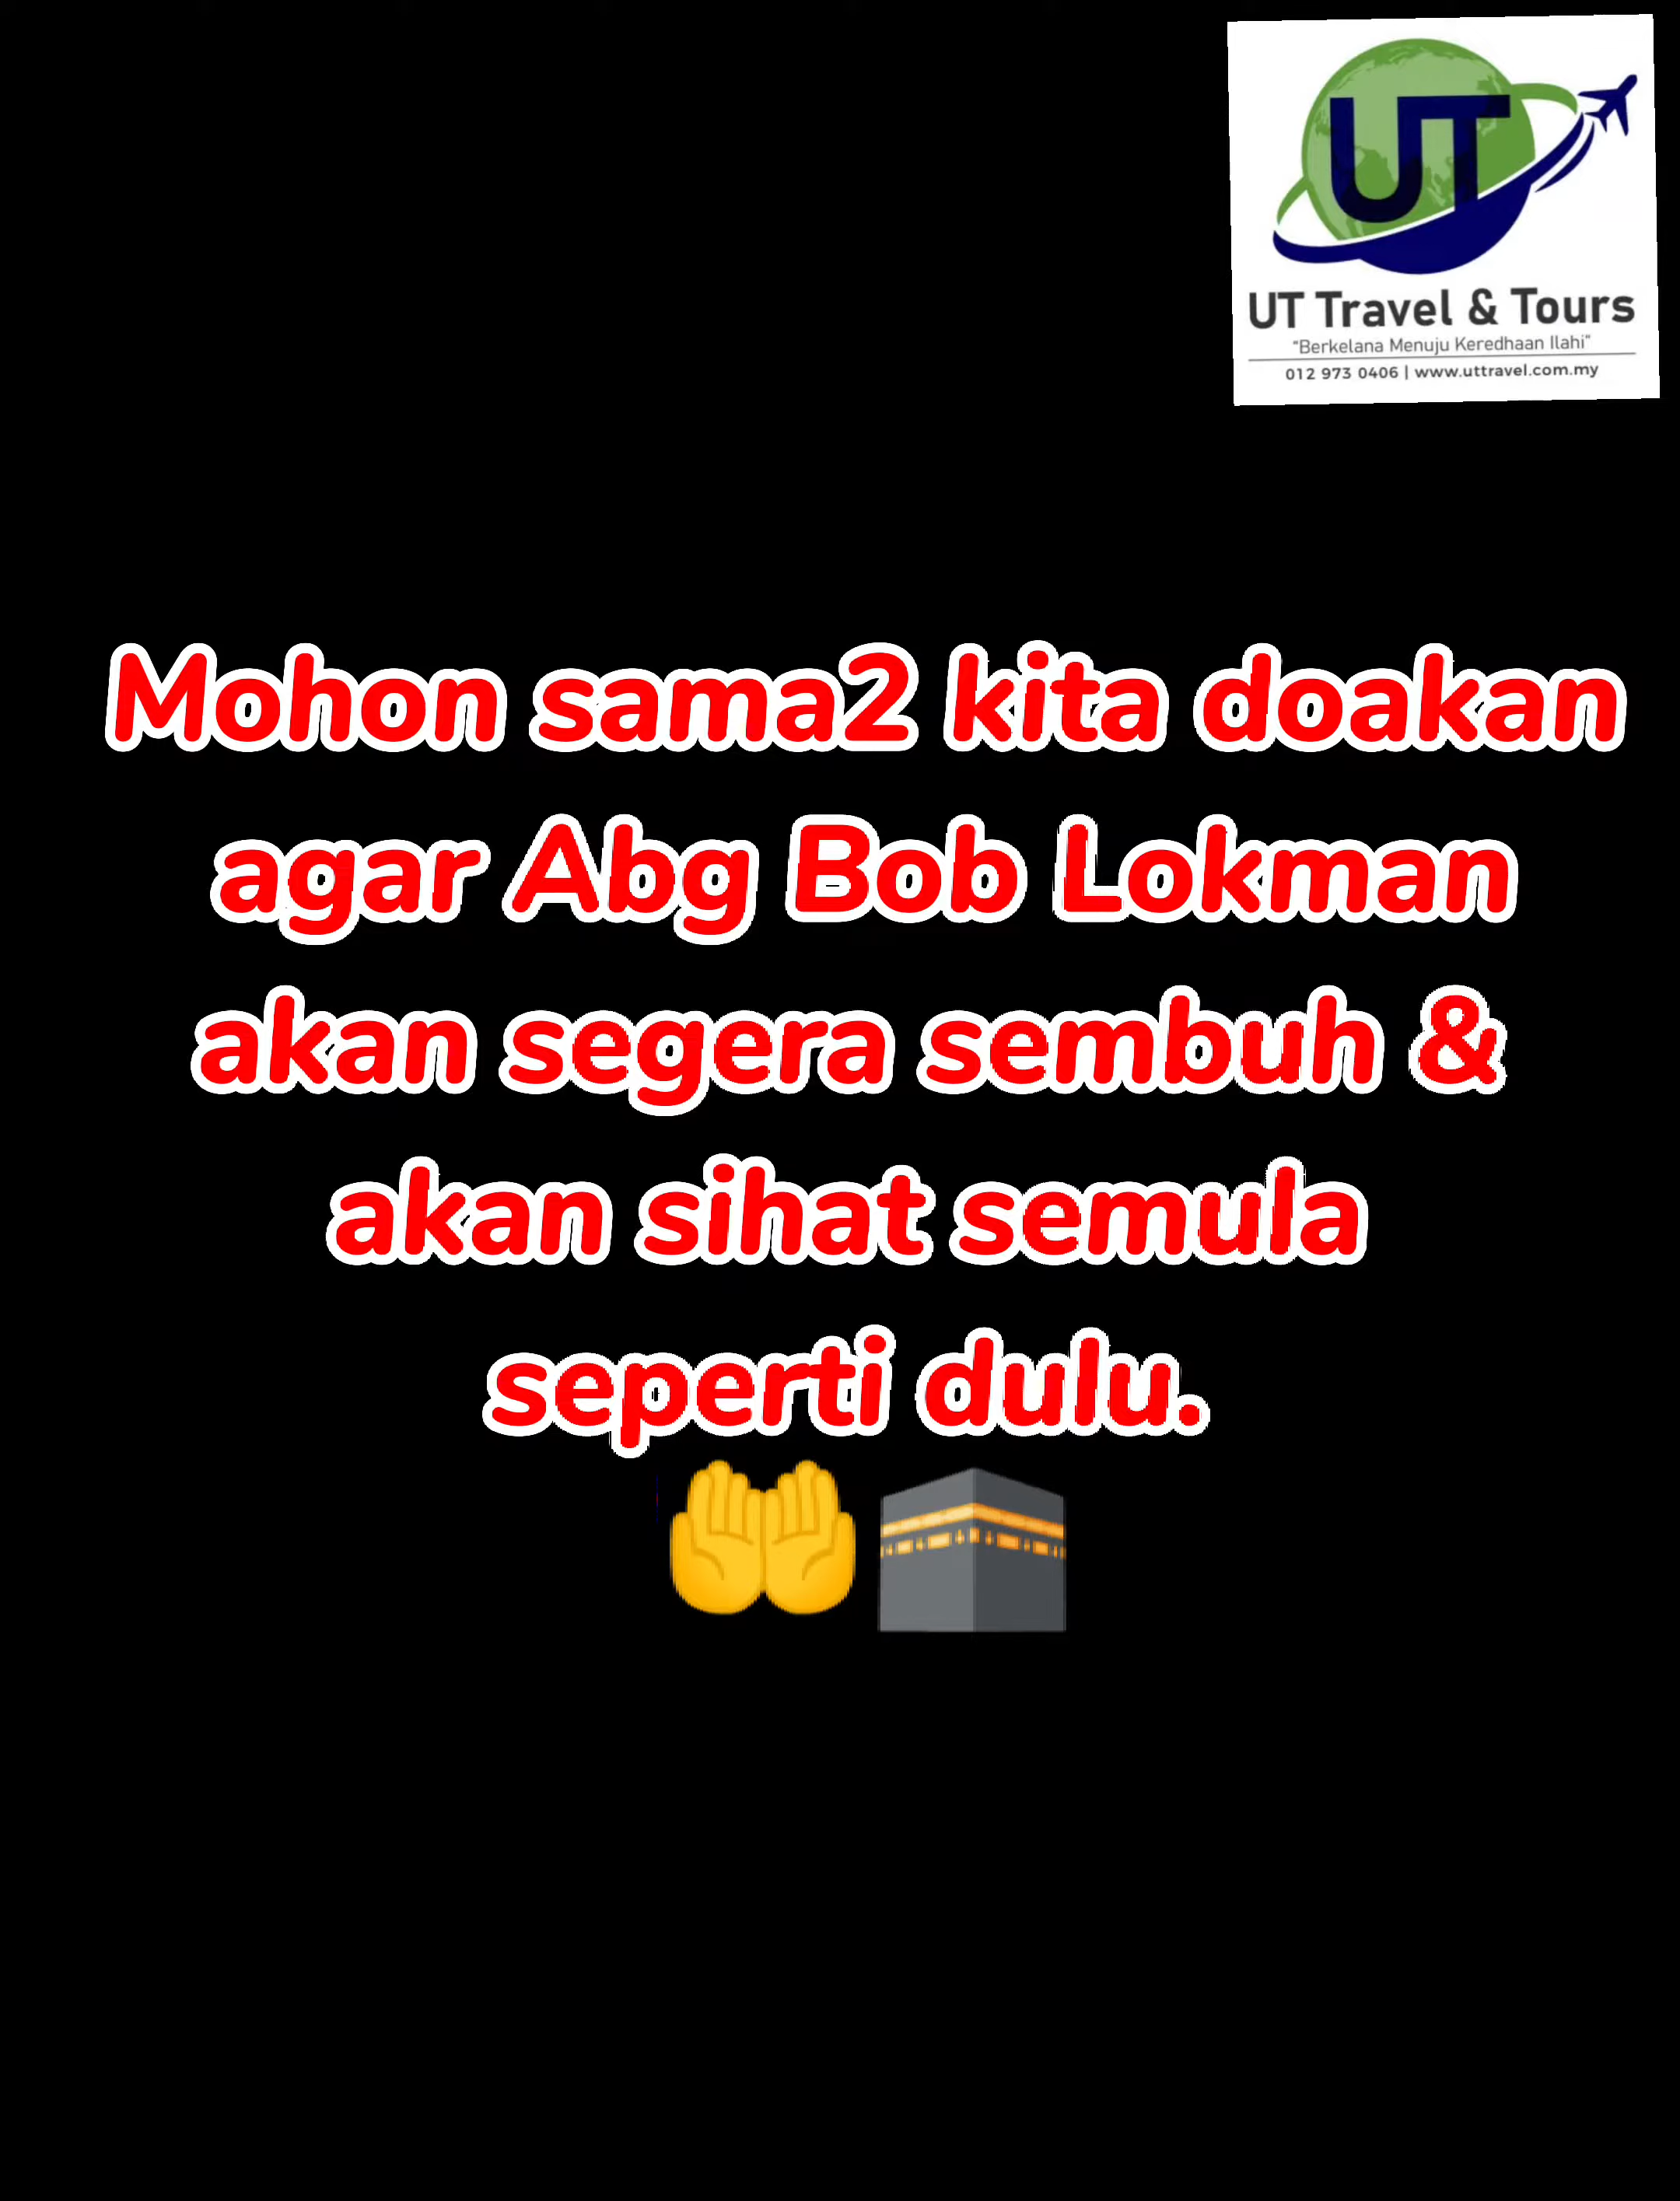 UT
UT Travel & Tours
"Berkelana Menuju Keredhaan Ilahi"
012 973 0406 | www.uttravel.com.my
Mohon sama2 kita doakan
agar Abg Bob Lokman
akan segera sembuh &
akan sihat semula
seperti dulu.